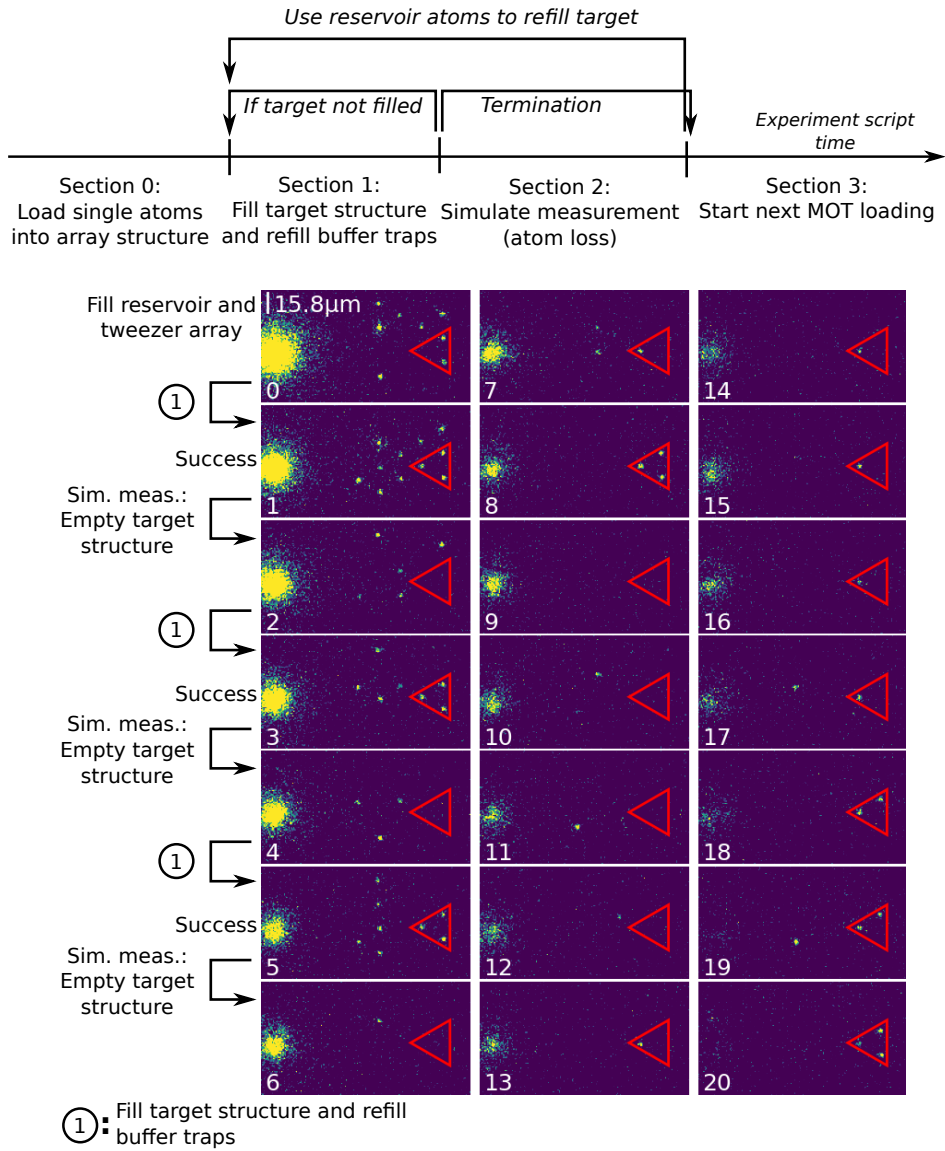 Use reservoir atoms to refill target
If target not filled
Termination
Experiment script
time
Section 0:
Load single atoms
into array structure
Section 1:
Fill target structure
and refill buffer traps
Section 2:
Simulate measurement
(atom loss)
Section 3:
Start next MOT loading
Fill reservoir and
tweezer array
15.8μm
0
7
14
1
Success
1
8
15
Sim. meas.:
Empty target
structure
2
9
16
1
Success
3
10
17
Sim. meas.:
Empty target
structure
4
11
18
1
Success
5
12
19
Sim. meas.:
Empty target
structure
6
13
20
1 : Fill target structure and refill
buffer traps